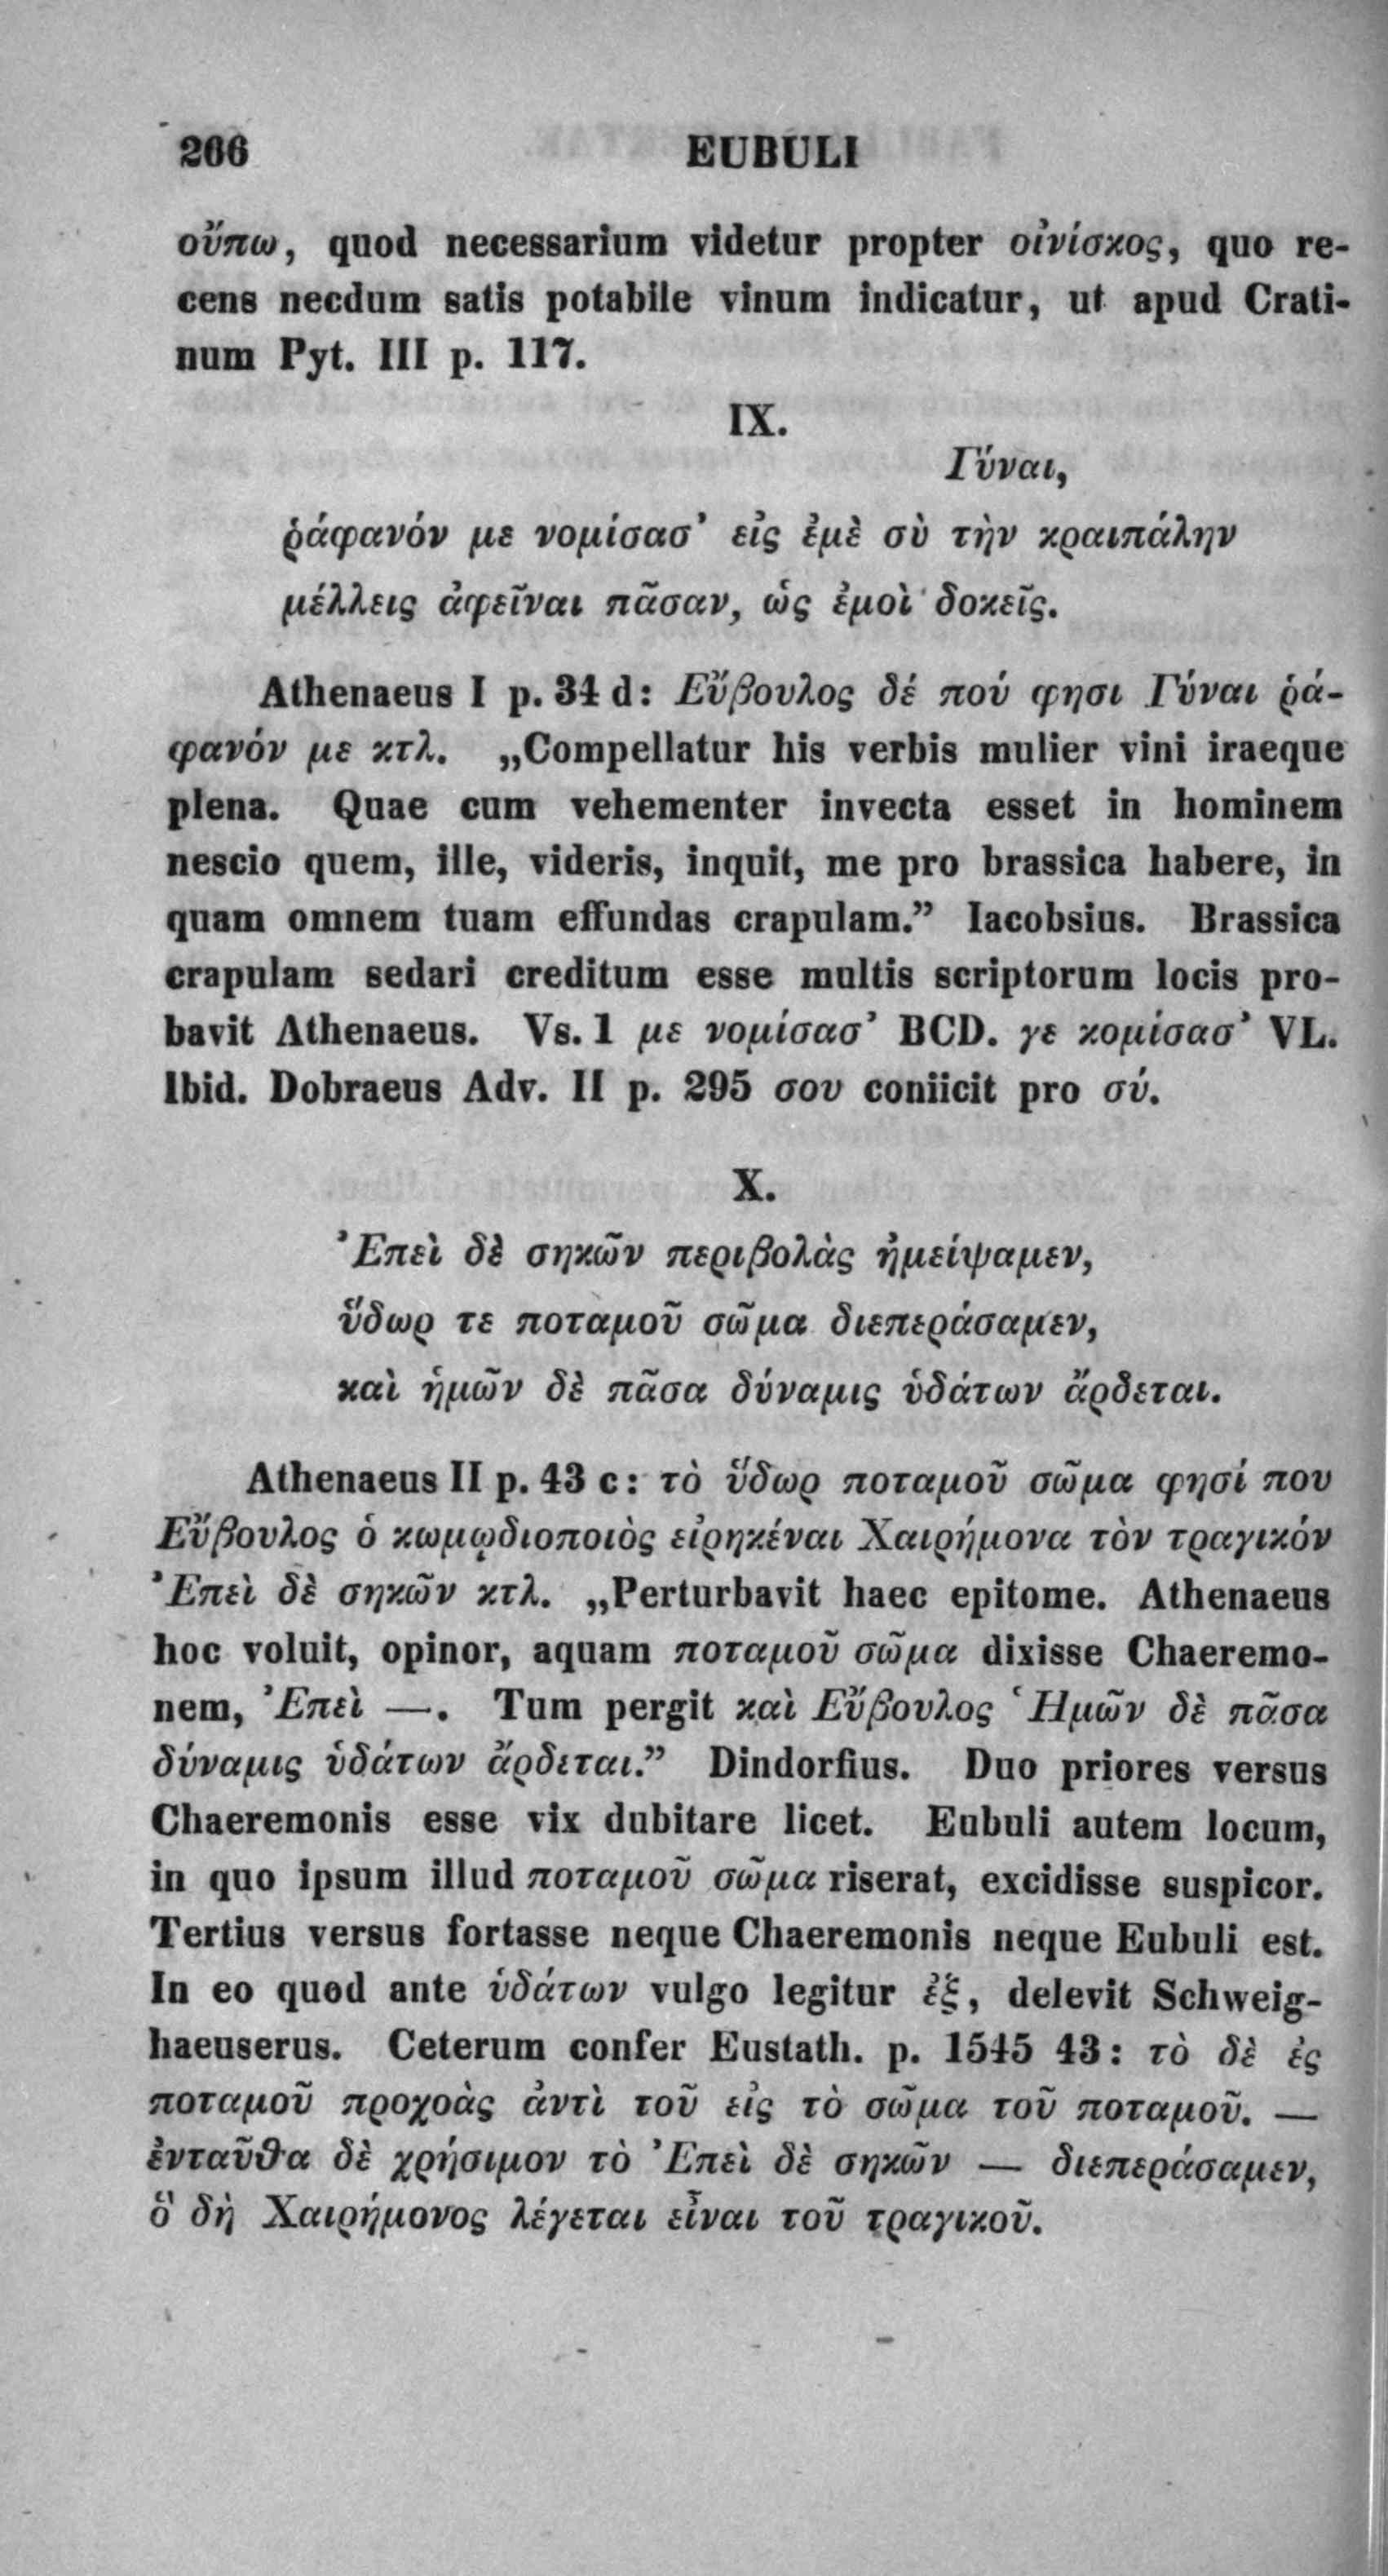 266 EUBULI
οὔπω, quod necessarium videtur propter οἰνίσκος, quo re-
cens necdum satis potabile vinum indicatur, ut apud Crati-
num Pyt. III p. 117.
IX.
Γύναι,
ῥάφανόν με νομίσασ’ εἰς ἐμὲ σὺ τὴν κραιπάλην
μέλλεις ἀφεῖναι πᾶσαν, ὡς ἐμοὶ δοκεῖς.
Athenaeus I p. 34 d: Εὔβουλος δέ πού φησι Γύναι ῥά-
φανόν με κτλ. „Compellatur his verbis mulier vini iraeque
plena. Quae cum vehementer invecta esset in hominem
nescio quem, ille, videris, inquit, me pro brassica habere, in
quam omnem tuam effundas crapulam.” Iacobsius. Brassica
crapulam sedari creditum esse multis scriptorum locis pro-
bavit Athenaeus. Vs. 1 με νομίσασ’ BCD. γε κομίσασ’ VL.
Ibid. Dobraeus Adv. II p. 295 σου coniicit pro σύ.
X.
Ἐπεὶ δὲ σηκῶν περιβολὰς ἠμείψαμεν,
ὕδωρ τε ποταμοῦ σῶμα διεπεράσαμεν,
καὶ ἡμῶν δὲ πᾶσα δύναμις ὑδάτων ἄρδεται.
Athenaeus II p. 43 c: τὸ ὕδωρ ποταμοῦ σῶμα φησί που
Εὔβουλος ὁ κωμῳδιοποιὸς εἰρηκέναι Χαιρήμονα τὸν τραγικόν
Ἐπεὶ δὲ σηκῶν κτλ. „Perturbavit haec epitome. Athenaeus
hoc voluit, opinor, aquam ποταμοῦ σῶμα dixisse Chaeremo-
nem, Ἐπεὶ —. Tum pergit καὶ Εὔβουλος Ἡμῶν δὲ πᾶσα
δύναμις ὑδάτων ἄρδεται.” Dindorfius. Duo priores versus
Chaeremonis esse vix dubitare licet. Eubuli autem locum,
in quo ipsum illud ποταμοῦ σῶμα riserat, excidisse suspicor.
Tertius versus fortasse neque Chaeremonis neque Eubuli est.
In eo quod ante ὑδάτων vulgo legitur ἐξ, delevit Schweig-
haeuserus. Ceterum confer Eustath. p. 1545 43: τὸ δὲ ἐς
ποταμοῦ προχοὰς ἀντὶ τοῦ εἰς τὸ σῶμα τοῦ ποταμοῦ. —
ἐνταῦθα δὲ χρήσιμον τὸ Ἐπεὶ δὲ σηκῶν — διεπεράσαμεν,
ὃ δὴ Χαιρήμονος λέγεται εἶναι τοῦ τραγικοῦ.